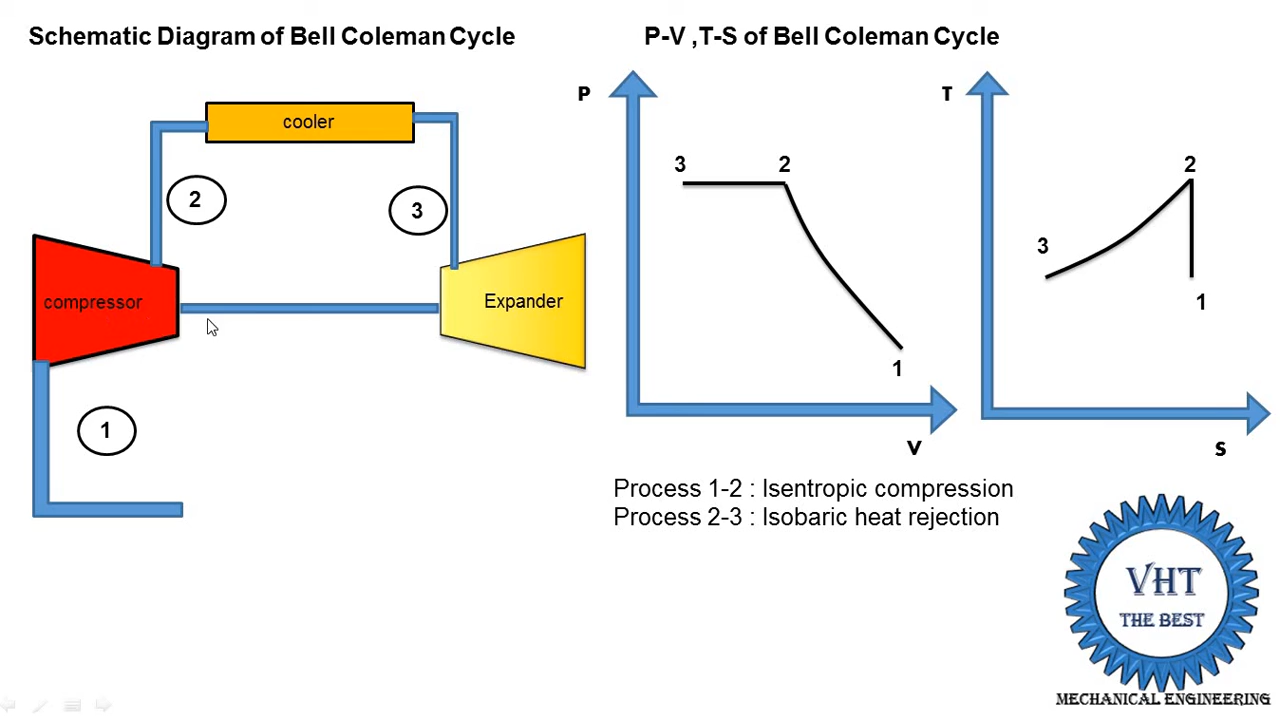 Schematic Diagram of Bell Coleman Cycle
P-V ,T-S of Bell Coleman Cycle
cooler
2
3
compressor
Expander
1
P
3
2
1
V
T
2
3
1
S
Process 1-2 : Isentropic compression
Process 2-3 : Isobaric heat rejection
VHT
THE BEST
MECHANICAL ENGINEERING